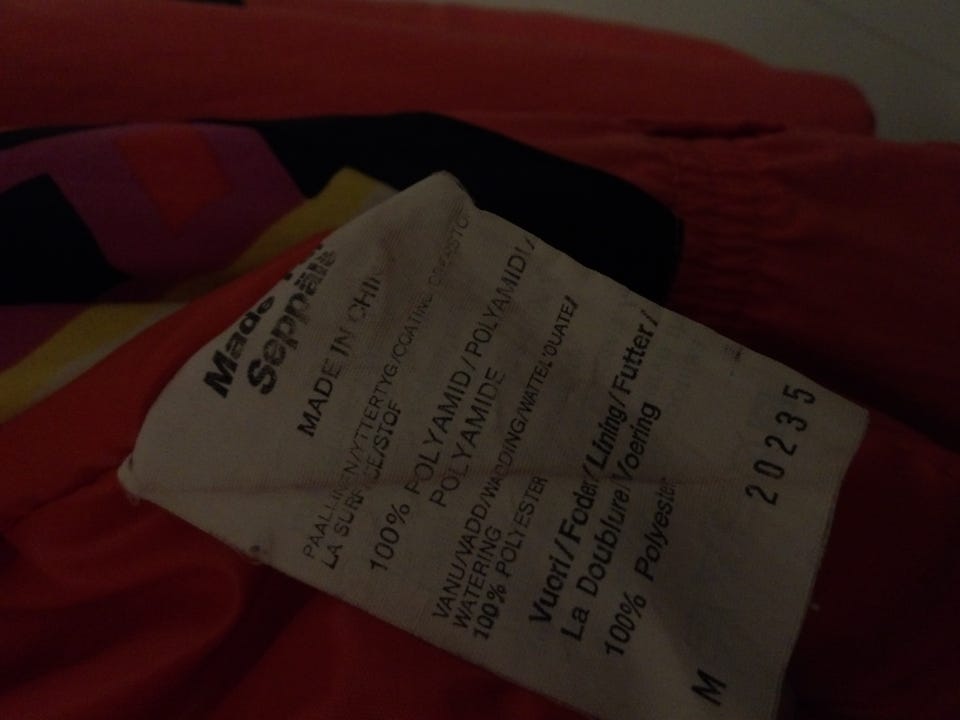 Made
Seppälä
MADE IN CHI
PAALLINEN/YTTERTYG/COATING
LA SURFACE/STOF
100% POLYAMID/POLYAMIDI/
POLYAMIDE
VANU/VADD/WADDING/WATTE/L'OUATE/
WATERING
100% POLYESTER
Vuori/Foder/Lining/Futter/
La Doublure/Voering
100% Polyester
20235
M